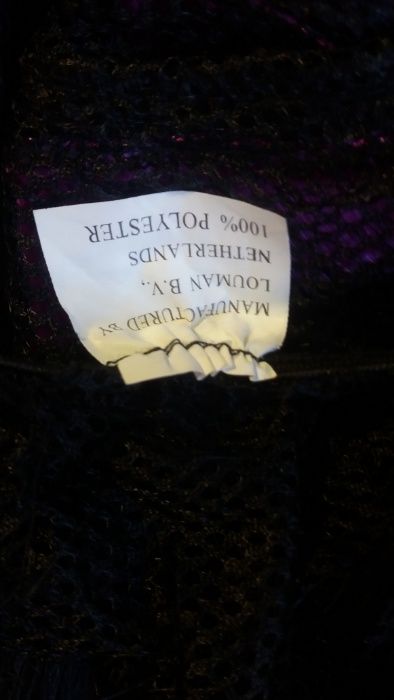 MANUFACTURED BY
LOUMAN B.V.,
NETHERLANDS
100% POLYESTER